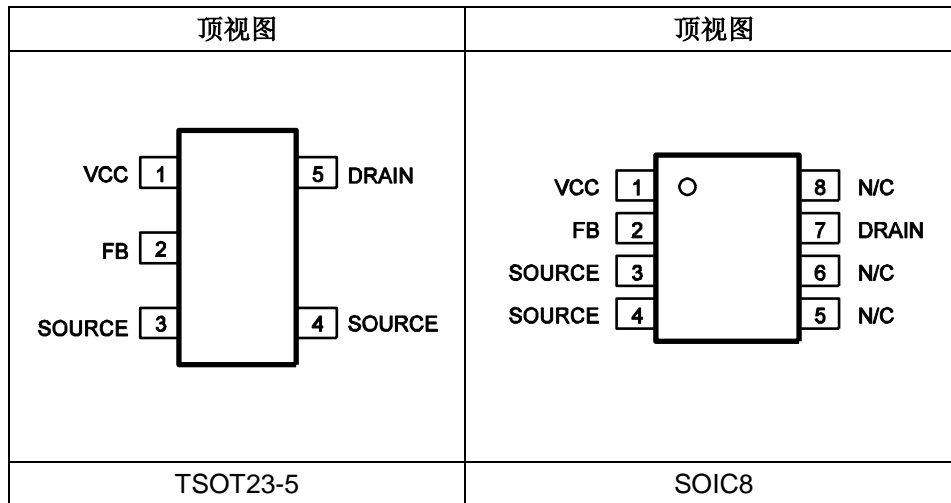 顶视图 顶视图
VCC 1 5 DRAIN
FB 2
SOURCE 3 4 SOURCE
VCC 1 8 N/C
FB 2 7 DRAIN
SOURCE 3 6 N/C
SOURCE 4 5 N/C
TSOT23-5 SOIC8